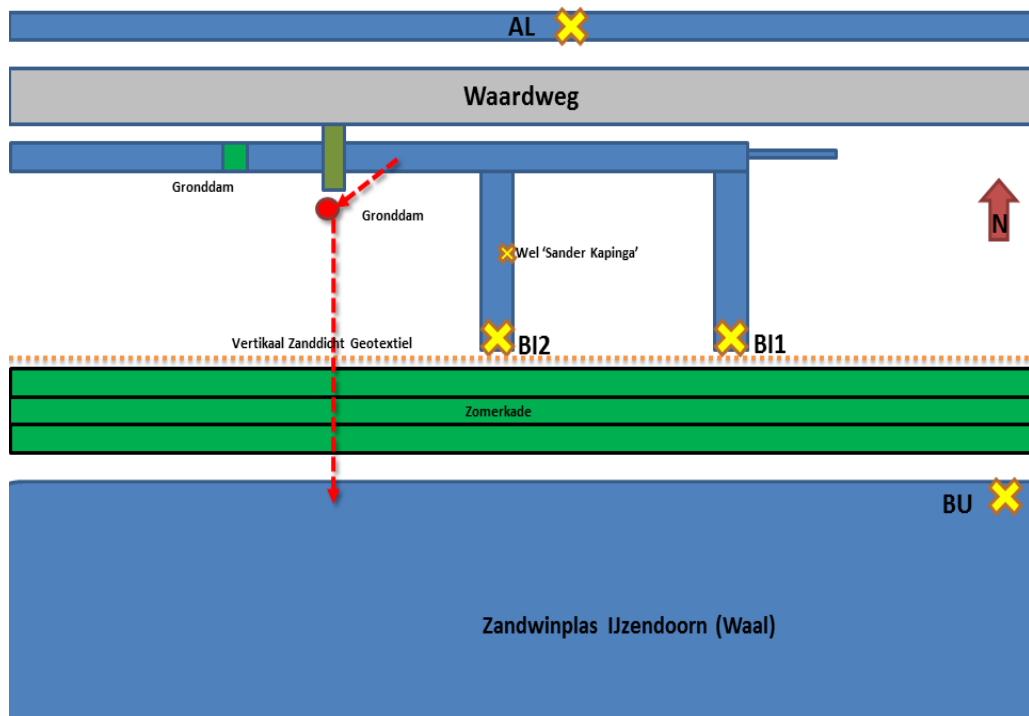 AL
Waardweg
Gronddam
Gronddam
N
Wel ‘Sander Kapinga’
Vertikaal Zanddicht Geotextiel
BI2
BI1
Zomerkade
BU
Zandwinplas IJzendoorn (Waal)